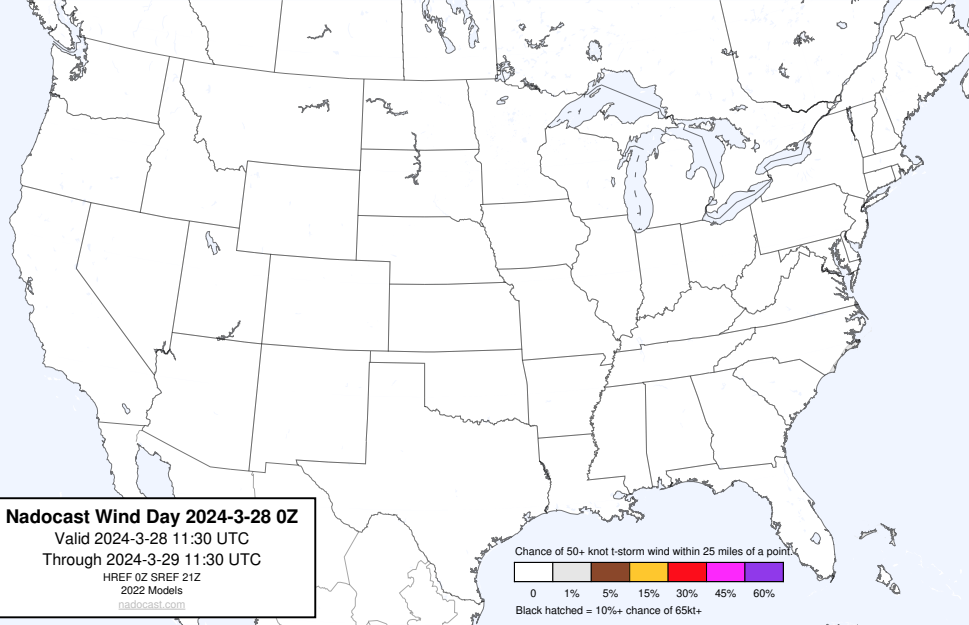 Nadocast Wind Day 2024-3-28 0Z
Valid 2024-3-28 11:30 UTC
Through 2024-3-29 11:30 UTC
HREF 0Z SREF 21Z
2022 Models
nadocast.com
Chance of 50+ knot t-storm wind within 25 miles of a point.
0 1% 5% 15% 30% 45% 60%
Black hatched = 10%+ chance of 65kt+